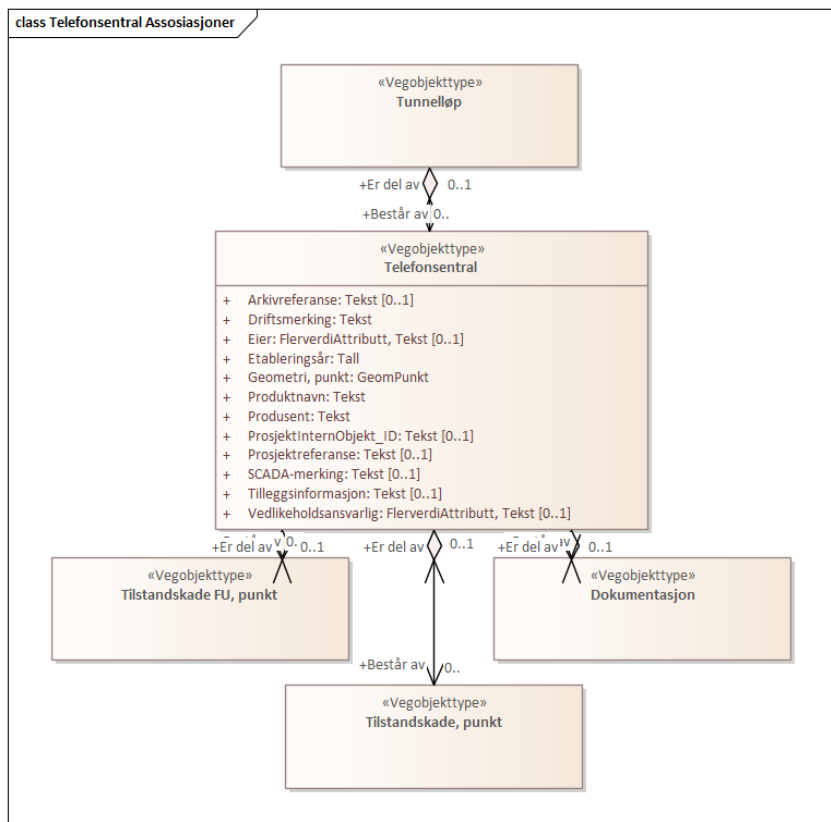 class Telefonsentral Assosiasjoner
«Vegobjekttype»
Tunnelløp
+Er del av 0..1
+Består av 0..
«Vegobjekttype»
Telefonsentral
+ Arkivreferanse: Tekst [0..1]
+ Driftsmerking: Tekst
+ Eier: FlerverdiAttributt, Tekst [0..1]
+ Etableringsår: Tall
+ Geometri, punkt: GeomPunkt
+ Produktnavn: Tekst
+ Produsent: Tekst
+ ProsjektInternObjekt_ID: Tekst [0..1]
+ Prosjektreferanse: Tekst [0..1]
+ SCADA-merking: Tekst [0..1]
+ Tilleggsinformasjon: Tekst [0..1]
+ Vedlikeholdsansvarlig: FlerverdiAttributt, Tekst [0..1]
+Er del av 0..1
+Er del av 0..1
+Er del av 0..1
«Vegobjekttype»
Tilstandskade FU, punkt
«Vegobjekttype»
Dokumentasjon
+Består av 0..
«Vegobjekttype»
Tilstandskade, punkt